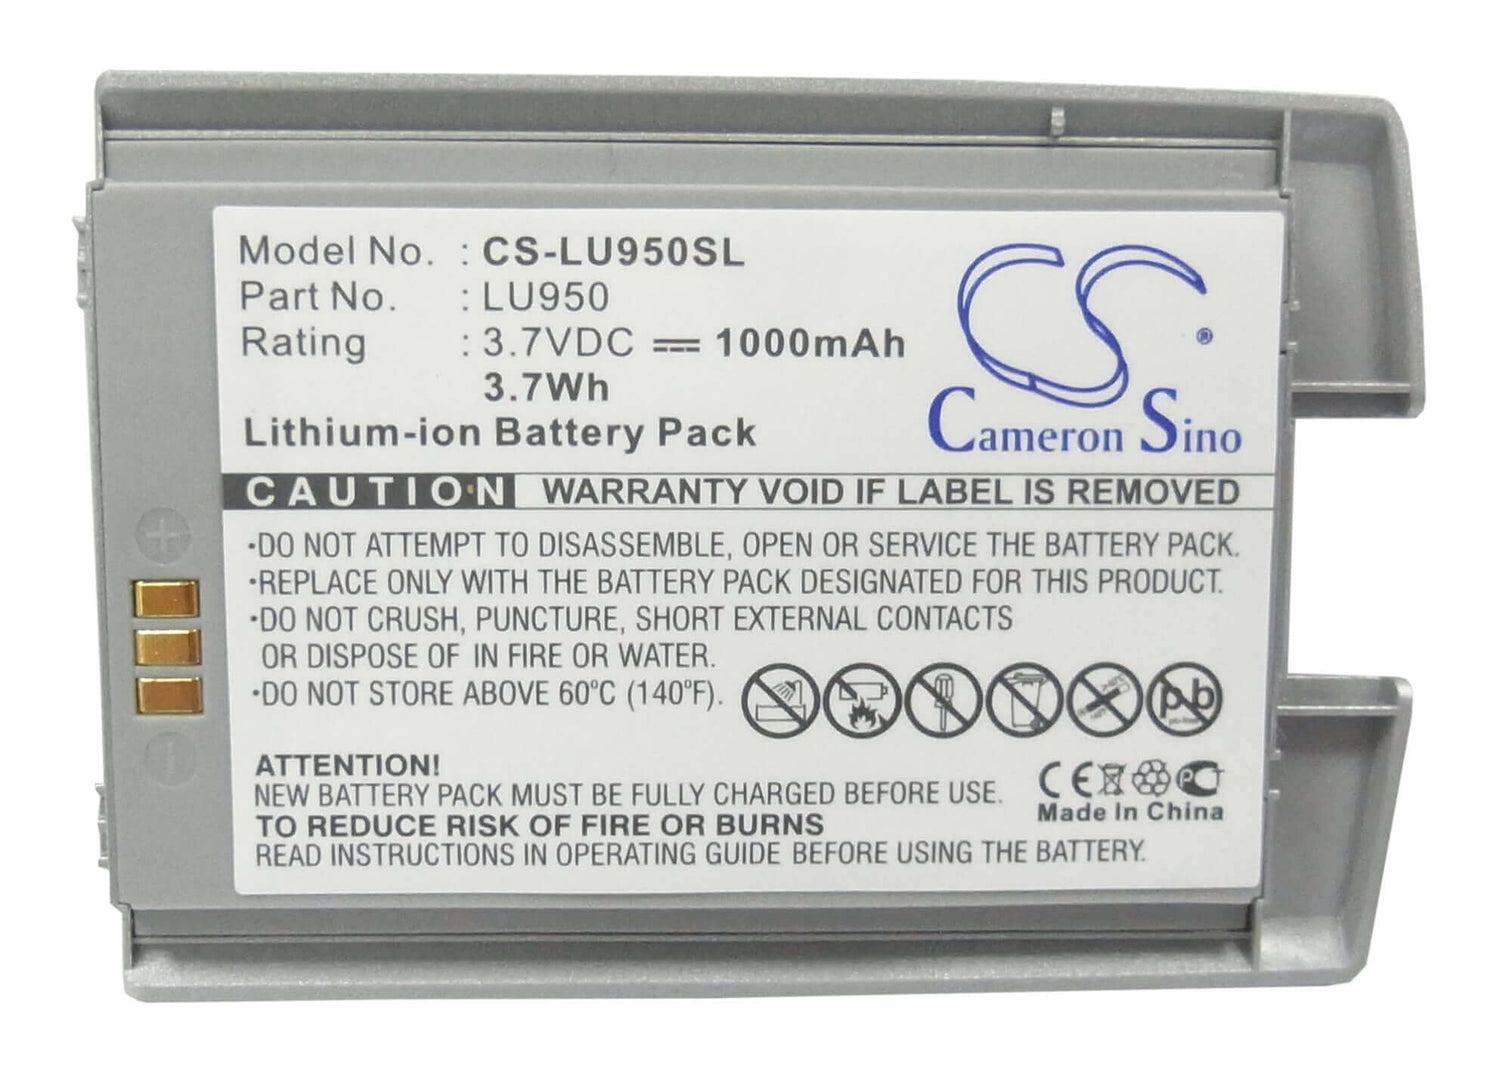 Model No. : CS-LU950SL
Part No. : LU950
Rating : 3.7VDC 1000mAh
3.7Wh
Lithium-ion Battery Pack
CS ®
Cameron Sino
CAUTION WARRANTY VOID IF LABEL IS REMOVED
·DO NOT ATTEMPT TO DISASSEMBLE, OPEN OR SERVICE THE BATTERY PACK.
·REPLACE ONLY WITH THE BATTERY PACK DESIGNATED FOR THIS PRODUCT.
·DO NOT CRUSH, PUNCTURE, SHORT EXTERNAL CONTACTS
OR DISPOSE OF IN FIRE OR WATER.
·DO NOT STORE ABOVE 60°C (140°F).
Pb
ATTENTION!
NEW BATTERY PACK MUST BE FULLY CHARGED BEFORE USE.
TO REDUCE RISK OF FIRE OR BURNS
READ INSTRUCTIONS IN OPERATING GUIDE BEFORE USING THE BATTERY.
CE PCT
Made In China
+
−